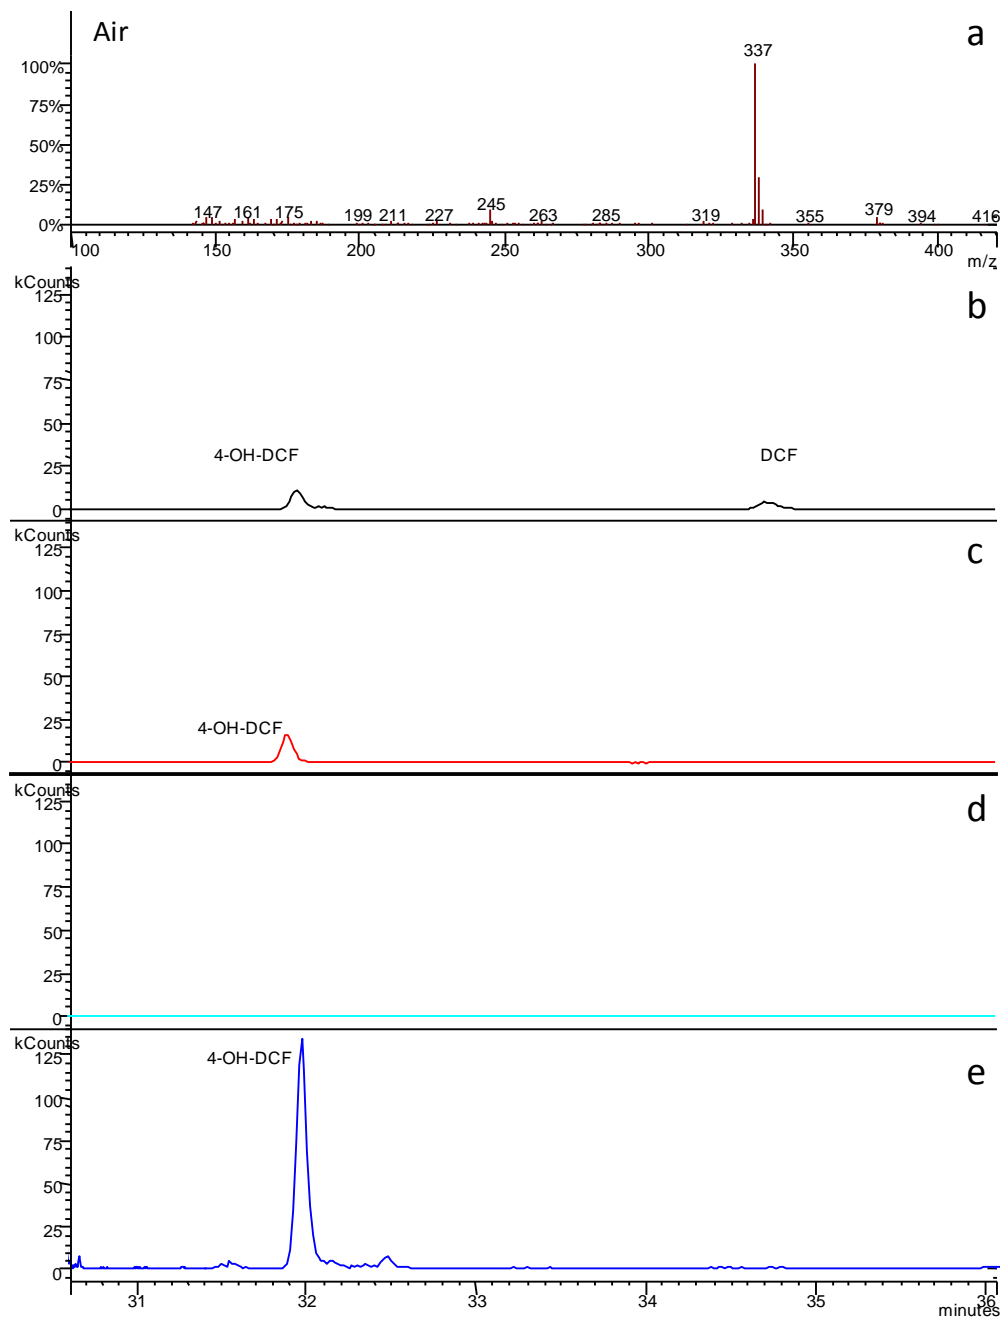 Air
a
337
100%
75%
50%
25%
0%
147 161 175 199 211 227 245 263 285 319 355 379 394 416
100 150 200 250 300 350 400
m/z
kCounts
b
125
100
75
50
4-OH-DCF DCF
25
0
kCounts
c
125
100
75
50
25
4-OH-DCF
0
kCounts
d
125
100
75
50
25
0
kCounts
125
4-OH-DCF
e
100
75
50
25
0
31 32 33 34 35 36
minutes